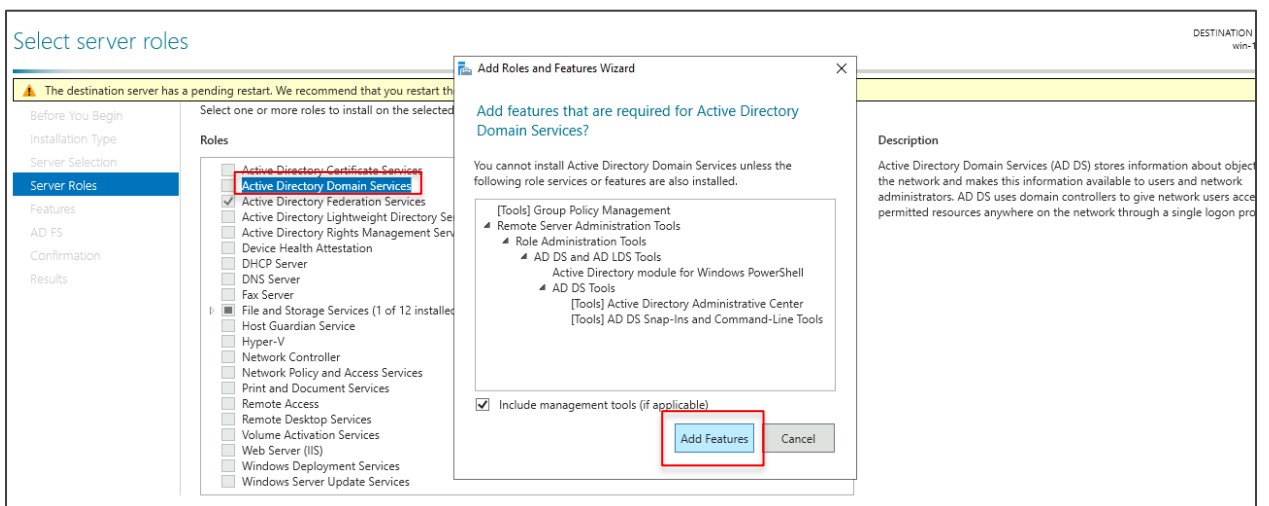 Select server roles
DESTINATION
win-1
Add Roles and Features Wizard
The destination server has a pending restart. We recommend that you restart th
Before You Begin
Installation Type
Server Selection
Server Roles
Features
AD FS
Confirmation
Results
Select one or more roles to install on the selected
Roles
Active Directory Certificate Services
Active Directory Domain Services
Active Directory Federation Services
Active Directory Lightweight Directory Se
Active Directory Rights Management Serv
Device Health Attestation
DHCP Server
DNS Server
Fax Server
File and Storage Services (1 of 12 installed
Host Guardian Service
Hyper-V
Network Controller
Network Policy and Access Services
Print and Document Services
Remote Access
Remote Desktop Services
Volume Activation Services
Web Server (IIS)
Windows Deployment Services
Windows Server Update Services
Add features that are required for Active Directory
Domain Services?
You cannot install Active Directory Domain Services unless the
following role services or features are also installed.
[Tools] Group Policy Management
Remote Server Administration Tools
Role Administration Tools
AD DS and AD LDS Tools
Active Directory module for Windows PowerShell
AD DS Tools
[Tools] Active Directory Administrative Center
[Tools] AD DS Snap-Ins and Command-Line Tools
Include management tools (if applicable)
Add Features
Cancel
Description
Active Directory Domain Services (AD DS) stores information about object
the network and makes this information available to users and network
administrators. AD DS uses domain controllers to give network users acce
permitted resources anywhere on the network through a single logon pro